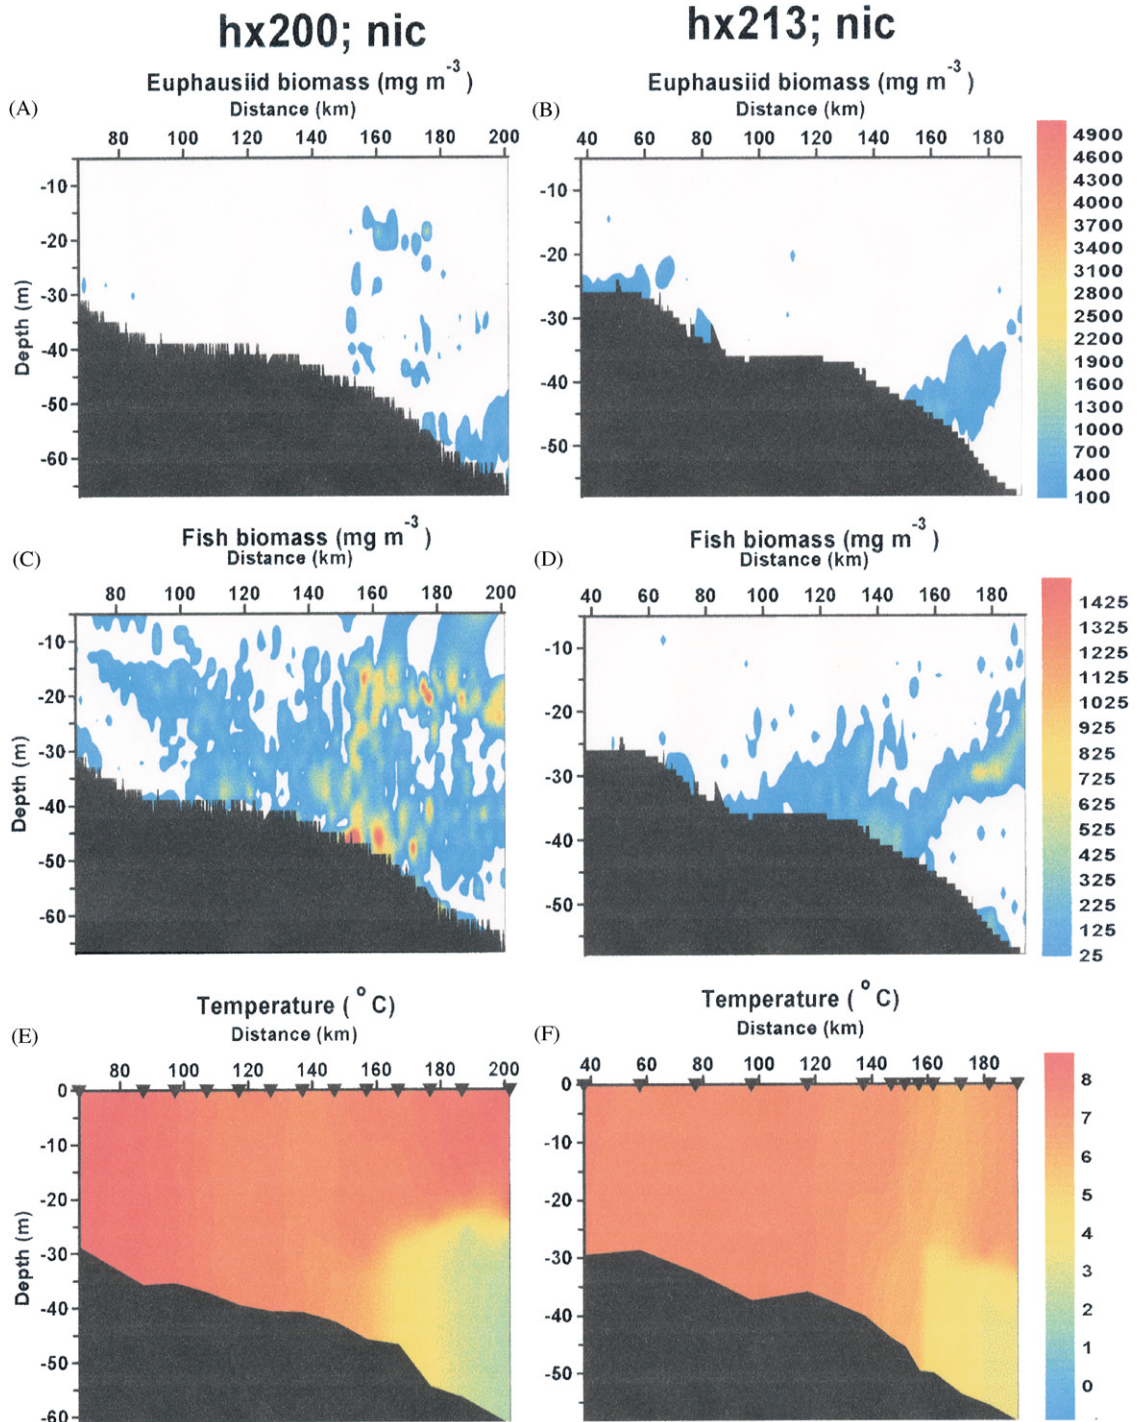 hx200; nic
hx213; nic
Euphausiid biomass (mg m⁻³)
Distance (km)
(A)
80 100 120 140 160 180 200
-10
-20
-30
-40
-50
-60
Depth (m)
Euphausiid biomass (mg m⁻³)
Distance (km)
(B)
40 60 80 100 120 140 160 180
-10
-20
-30
-40
-50
4900
4600
4300
4000
3700
3400
3100
2800
2500
2200
1900
1600
1300
1000
700
400
100
Fish biomass (mg m⁻³)
Distance (km)
(C)
80 100 120 140 160 180 200
-10
-20
-30
-40
-50
-60
Depth (m)
Fish biomass (mg m⁻³)
Distance (km)
(D)
40 60 80 100 120 140 160 180
-10
-20
-30
-40
-50
1425
1325
1225
1125
1025
925
825
725
625
525
425
325
225
125
25
Temperature (°C)
Distance (km)
(E)
80 100 120 140 160 180 200
0
-10
-20
-30
-40
-50
-60
Depth (m)
Temperature (°C)
Distance (km)
(F)
40 60 80 100 120 140 160 180
0
-10
-20
-30
-40
-50
8
7
6
5
4
3
2
1
0